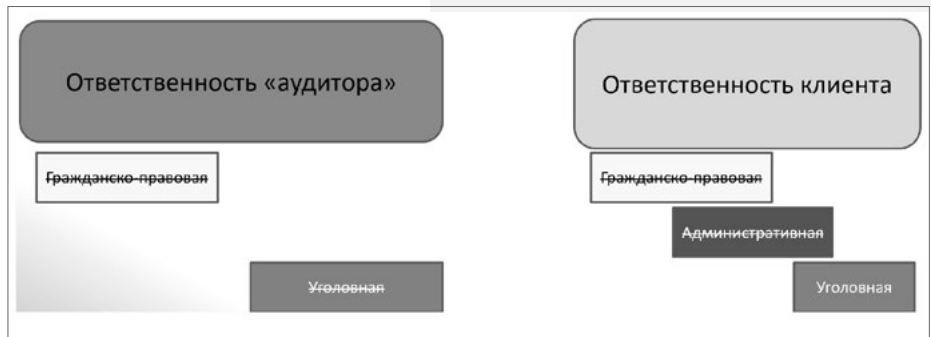 Ответственность «аудитора»
Ответственность клиента
Гражданско-правовая
Гражданско-правовая
Административная
Уголовная
Уголовная